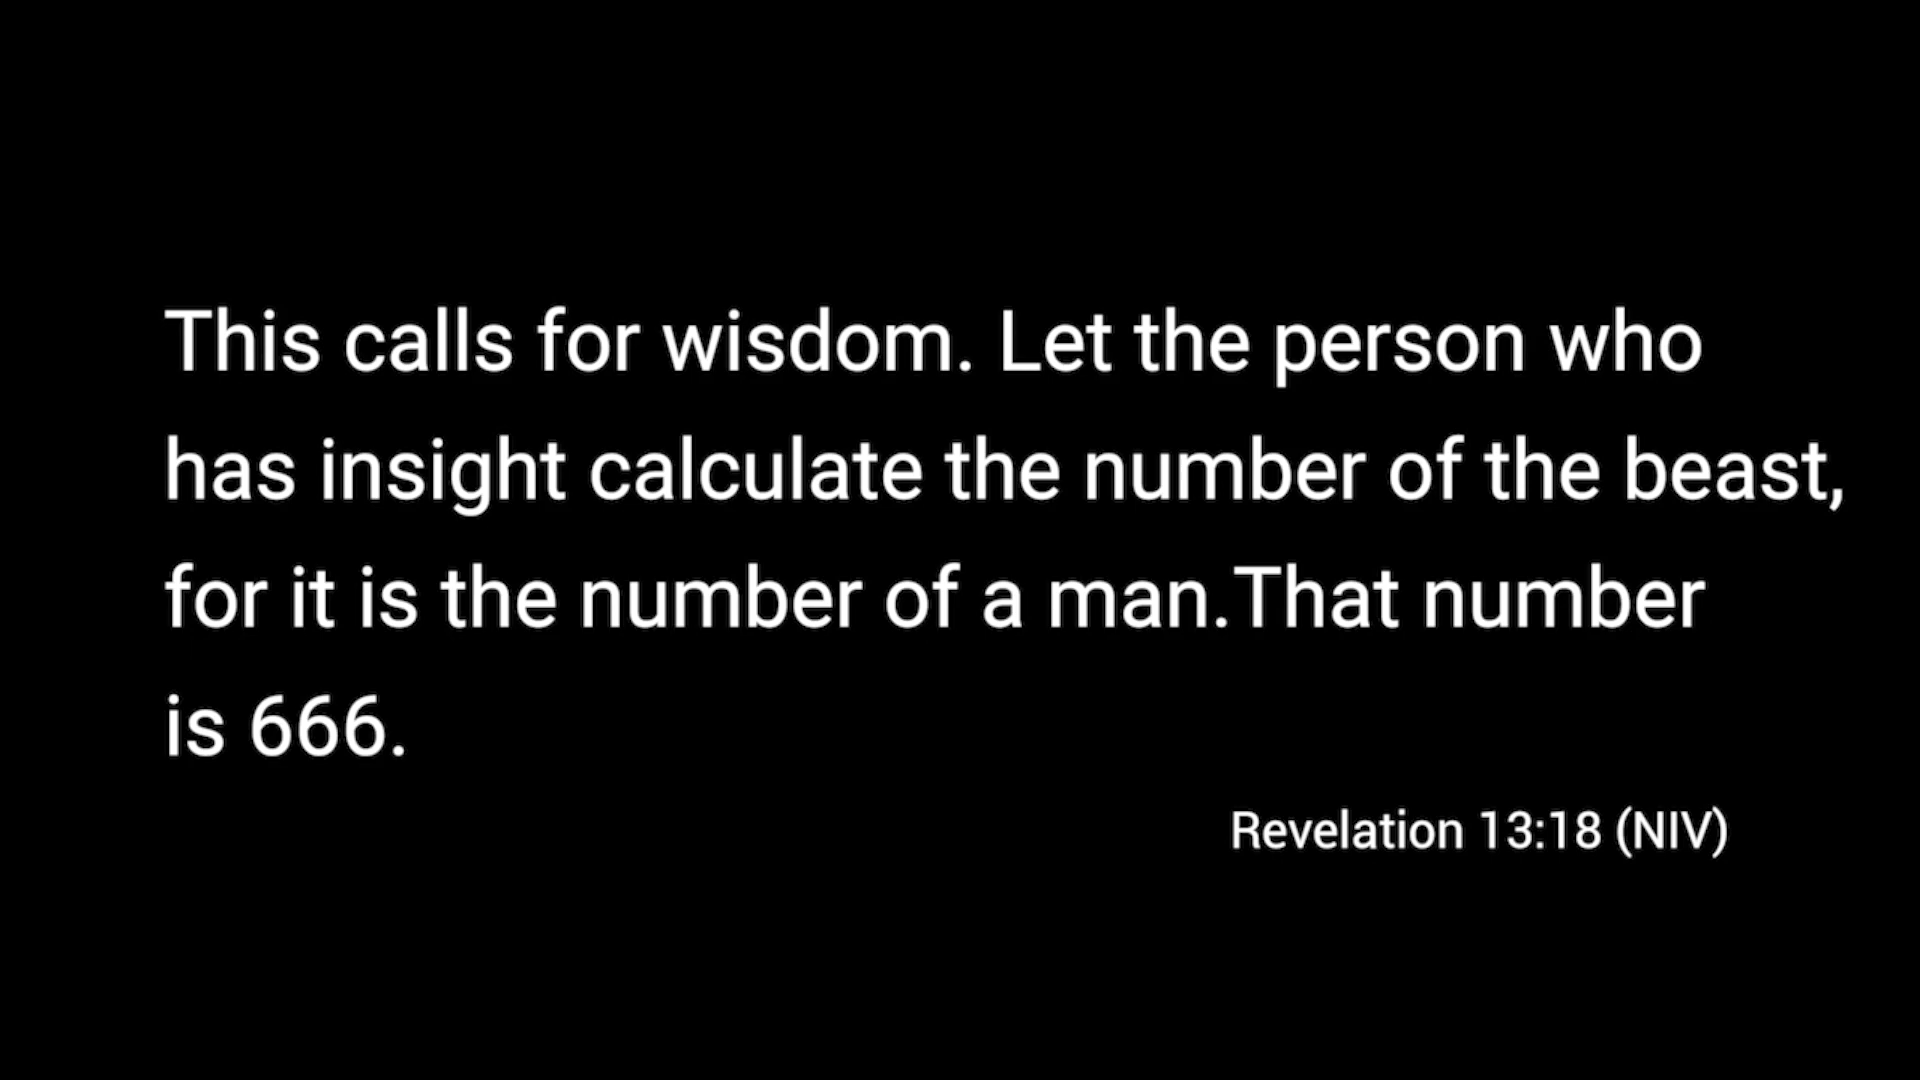 This calls for wisdom. Let the person who
has insight calculate the number of the beast,
for it is the number of a man.That number
is 666.
Revelation 13:18 (NIV)